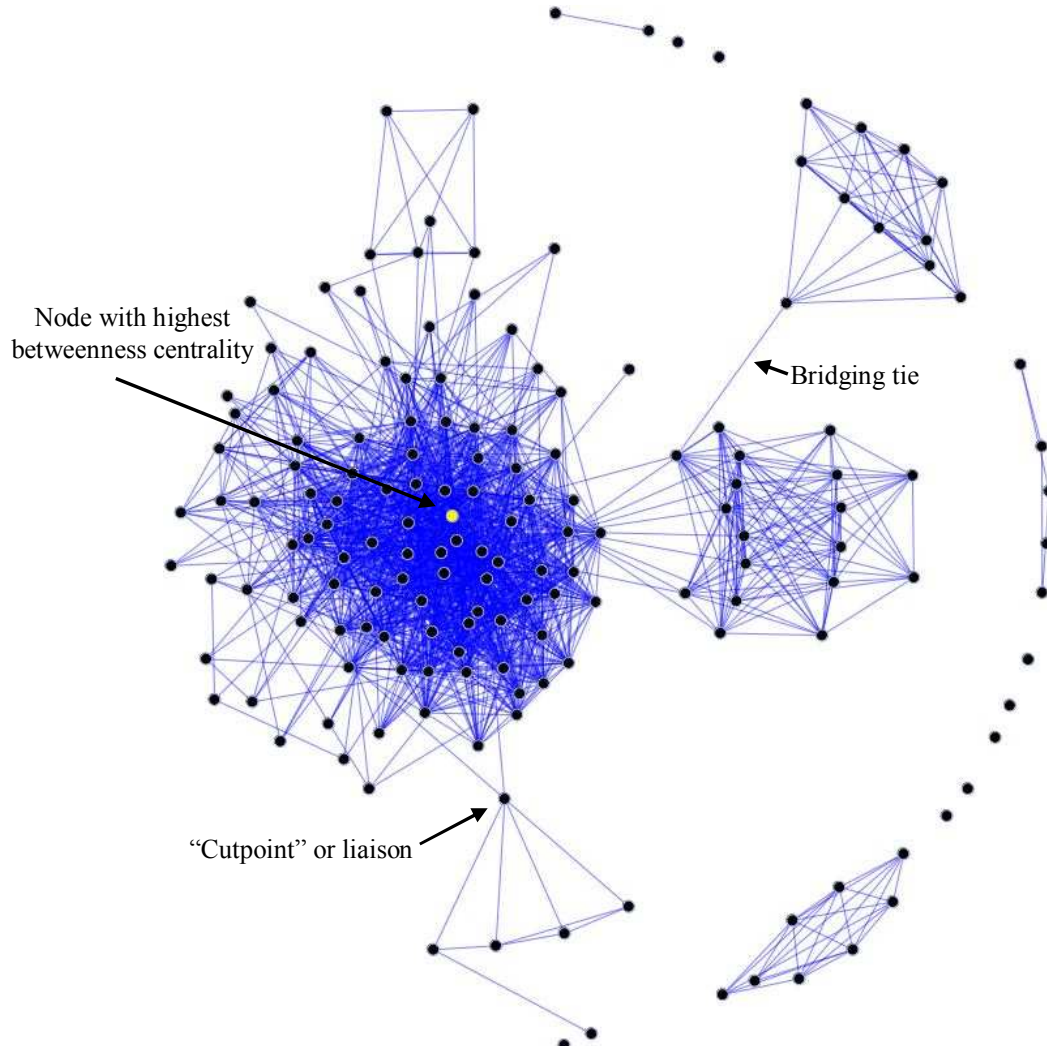 Node with highest
betweenness centrality
Bridging tie
“Cutpoint” or liaison